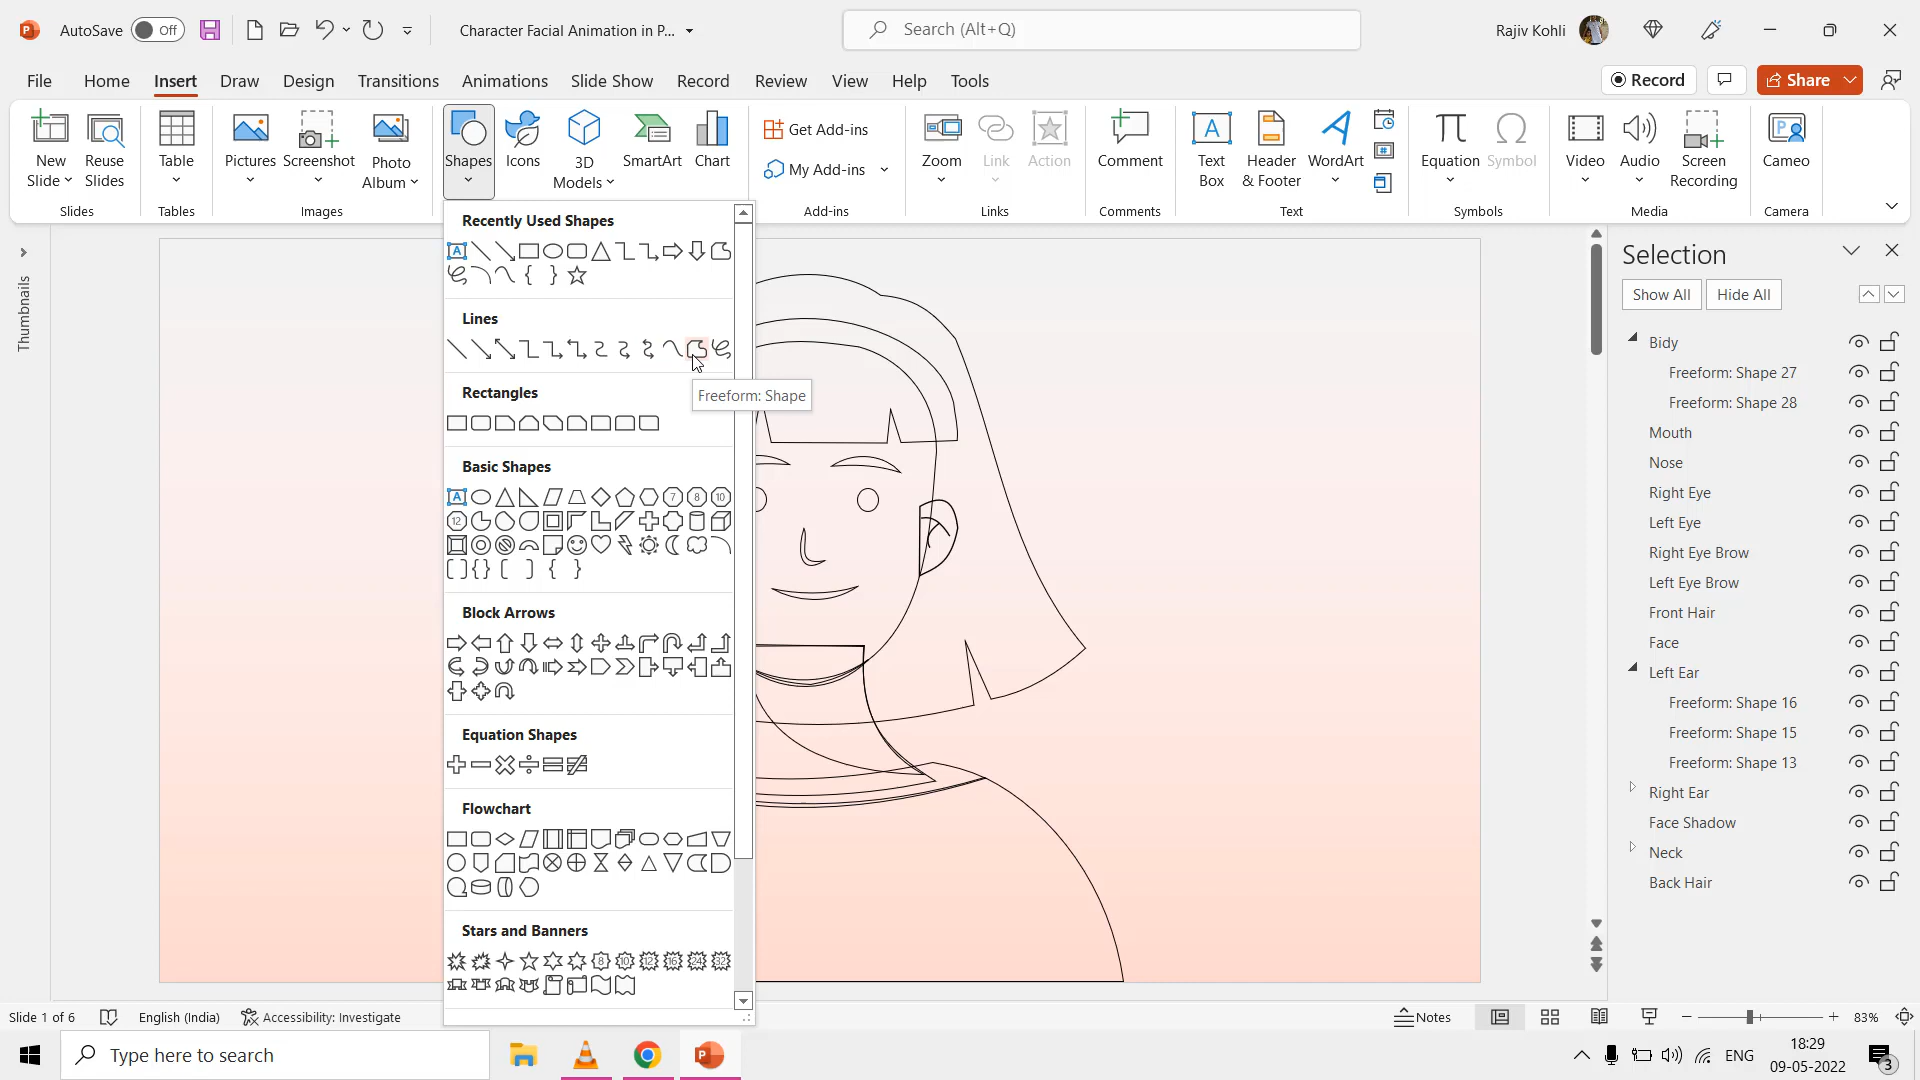 AutoSave Off
Character Facial Animation in P...
Search (Alt+Q)
Rajiv Kohli
File Home Insert Draw Design Transitions Animations Slide Show Record Review View Help Tools
Record
Share
New Slide
Reuse Slides
Table
Pictures
Screenshot
Photo Album
Shapes
Icons
3D Models
SmartArt
Chart
Get Add-ins
My Add-ins
Zoom
Link
Action
Comment
Text Box
Header & Footer
WordArt
Equation
Symbol
Video
Audio
Screen Recording
Cameo
Slides
Tables
Images
Add-ins
Links
Comments
Text
Symbols
Media
Camera
Thumbnails
Recently Used Shapes
Lines
Freeform: Shape
Rectangles
Basic Shapes
Block Arrows
Equation Shapes
Flowchart
Stars and Banners
Selection
Show All
Hide All
Bidy
Freeform: Shape 27
Freeform: Shape 28
Mouth
Nose
Right Eye
Left Eye
Right Eye Brow
Left Eye Brow
Front Hair
Face
Left Ear
Freeform: Shape 16
Freeform: Shape 15
Freeform: Shape 13
Right Ear
Face Shadow
Neck
Back Hair
Slide 1 of 6
English (India)
Accessibility: Investigate
Notes
83%
Type here to search
ENG
18:29
09-05-2022
3